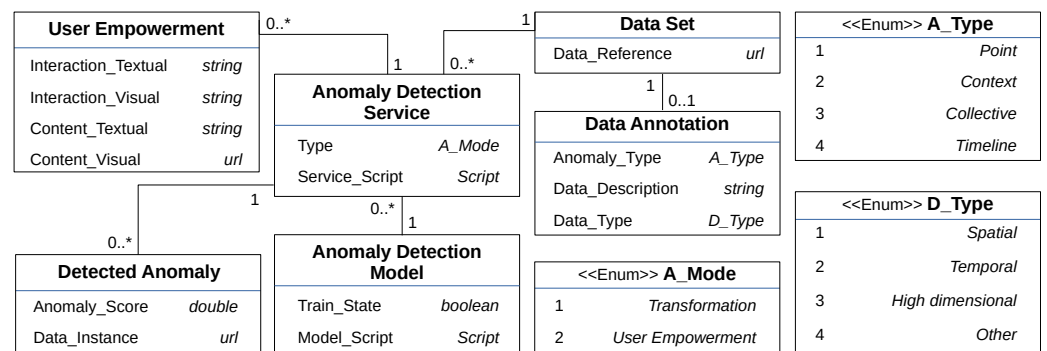 User Empowerment
Interaction_Textual string
Interaction_Visual string
Content_Textual string
Content_Visual url
0..*
1
1
0..*
Anomaly Detection
Service
Type A_Mode
Service_Script Script
Data Set
Data_Reference url
1
0..1
Data Annotation
Anomaly_Type A_Type
Data_Description string
Data_Type D_Type
<<Enum>> A_Type
1 Point
2 Context
3 Collective
4 Timeline
1
0..*
Detected Anomaly
Anomaly_Score double
Data_Instance url
0..*
1
Anomaly Detection
Model
Train_State boolean
Model_Script Script
<<Enum>> A_Mode
1 Transformation
2 User Empowerment
<<Enum>> D_Type
1 Spatial
2 Temporal
3 High dimensional
4 Other